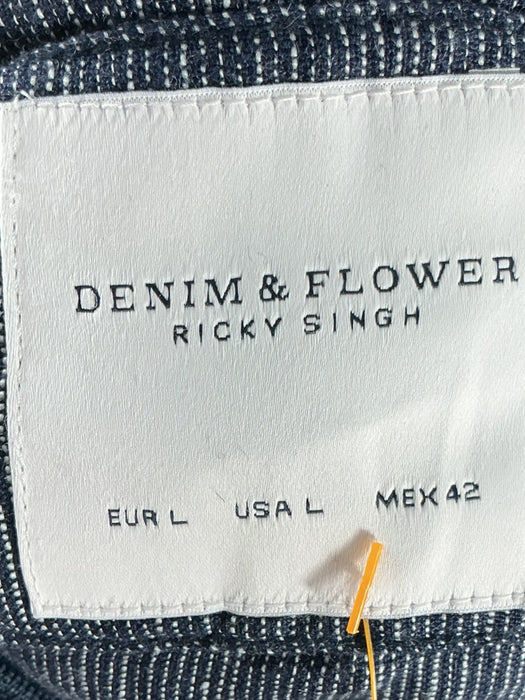 DENIM & FLOWER
RICKY SINGH
EUR L USA L MEX 42